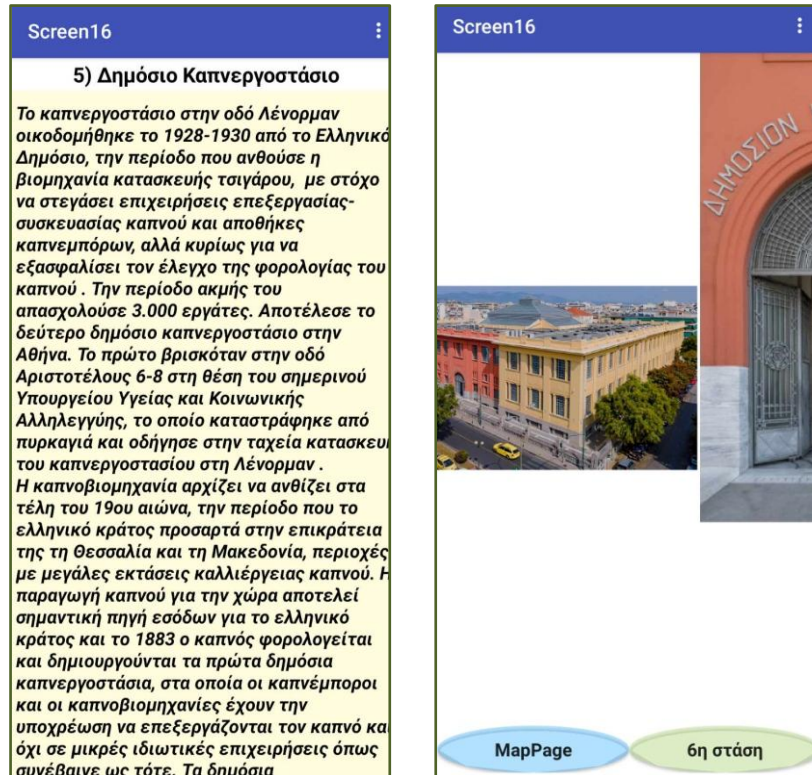 Screen16
5) Δημόσιο Καπνεργοστάσιο
Το καπνεργοστάσιο στην οδό Λένορμαν
οικοδομήθηκε το 1928-1930 από το Ελληνικό
Δημόσιο, την περίοδο που ανθούσε η
βιομηχανία κατασκευής τσιγάρου, με στόχο
να στεγάσει επιχειρήσεις επεξεργασίας-
συσκευασίας καπνού και αποθήκες
καπνεμπόρων, αλλά κυρίως για να
εξασφαλίσει τον έλεγχο της φορολογίας του
καπνού . Την περίοδο ακμής του
απασχολούσε 3.000 εργάτες. Αποτέλεσε το
δεύτερο δημόσιο καπνεργοστάσιο στην
Αθήνα. Το πρώτο βρισκόταν στην οδό
Αριστοτέλους 6-8 στη θέση του σημερινού
Υπουργείου Υγείας και Κοινωνικής
Αλληλεγγύης, το οποίο καταστράφηκε από
πυρκαγιά και οδήγησε στην ταχεία κατασκευ
του καπνεργοστασίου στη Λένορμαν .
Η καπνοβιομηχανία αρχίζει να ανθίζει στα
τέλη του 19ου αιώνα, την περίοδο που το
ελληνικό κράτος προσαρτά στην επικράτεια
της τη Θεσσαλία και τη Μακεδονία, περιοχές
με μεγάλες εκτάσεις καλλιέργειας καπνού. Η
παραγωγή καπνού για την χώρα αποτελεί
σημαντική πηγή εσόδων για το ελληνικό
κράτος και το 1883 ο καπνός φορολογείται
και δημιουργούνται τα πρώτα δημόσια
καπνεργοστάσια, στα οποία οι καπνέμποροι
και οι καπνοβιομηχανίες έχουν την
υποχρέωση να επεξεργάζονται τον καπνό και
όχι σε μικρές ιδιωτικές επιχειρήσεις όπως
συνέβαινε ως τότε. Τα δημόσια
Screen16
ΔΗΜΟΣΙΟΝ
MapPage
6η στάση